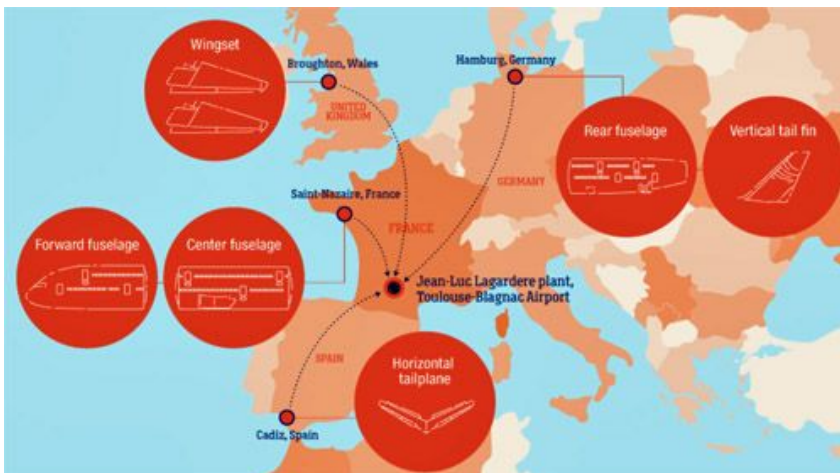 Wingset
Broughton, Wales
Hamburg, Germany
UNITED
KINGDOM
Rear fuselage
Vertical tail fin
GERMANY
Saint-Nazaire, France
FRANCE
Forward fuselage
Center fuselage
Jean-Luc Lagardere plant,
Toulouse-Blagnac Airport
SPAIN
Horizontal
tailplane
Cadiz, Spain